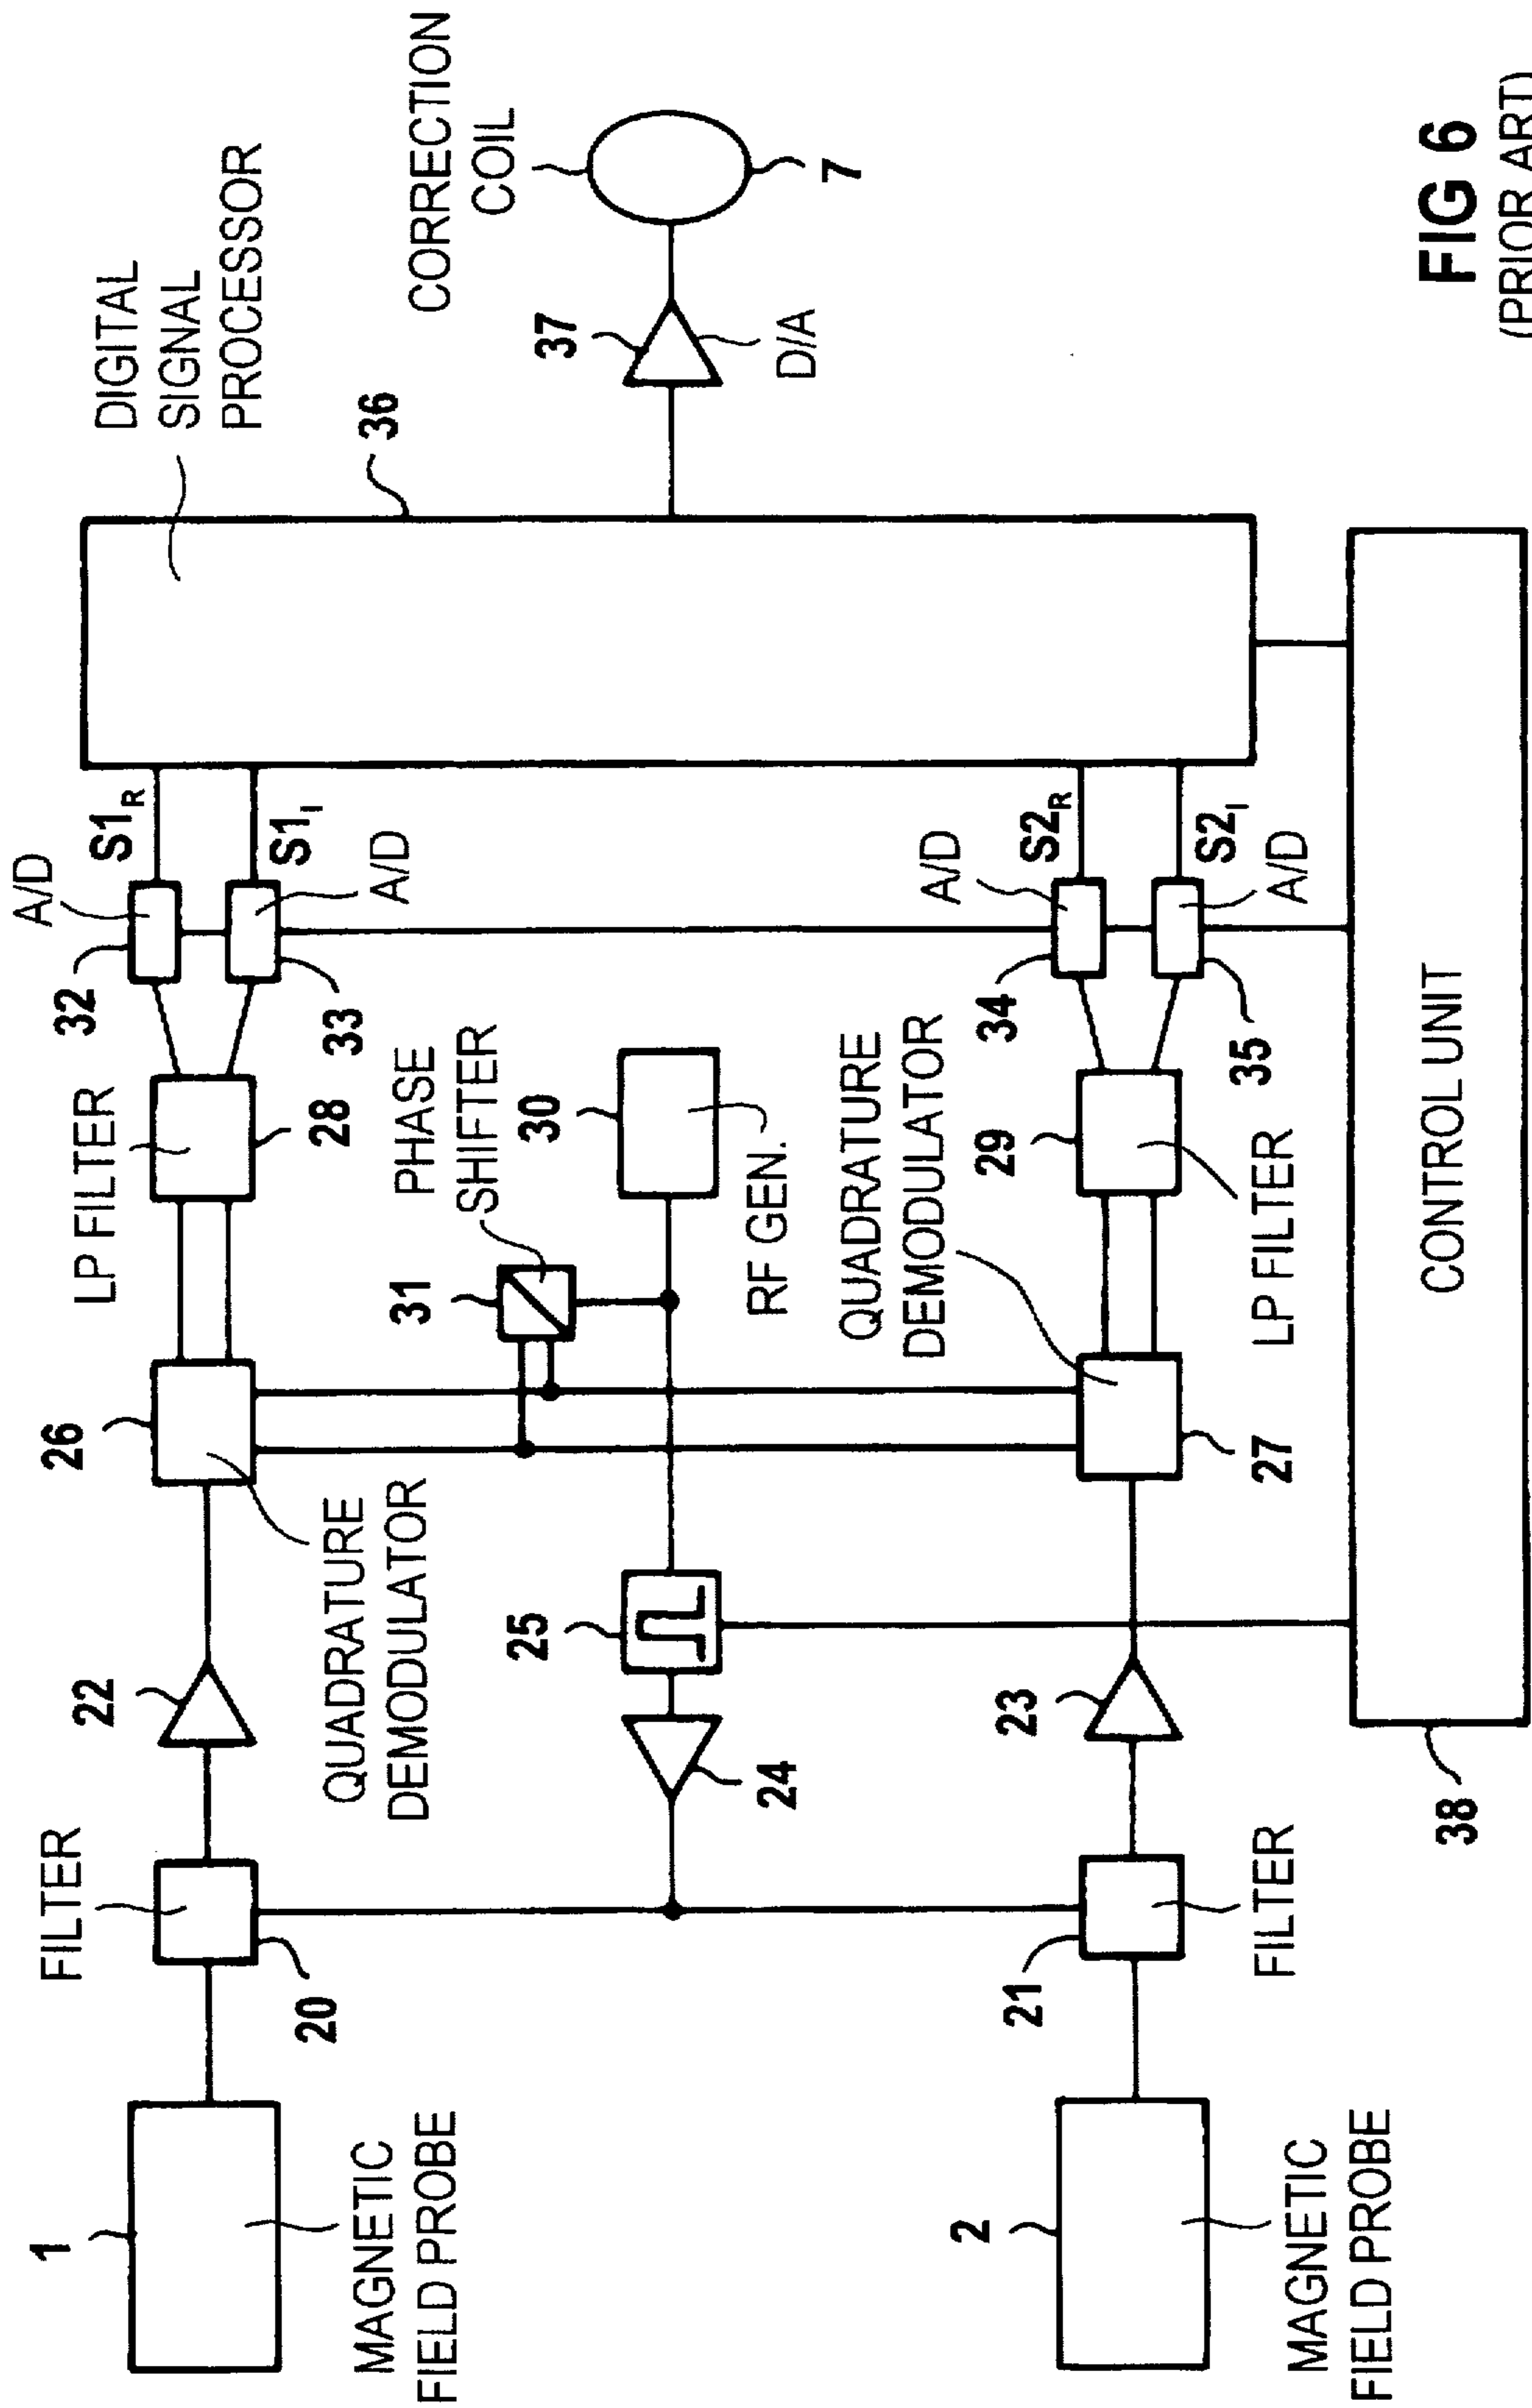 1
MAGNETIC
FIELD PROBE
FILTER
20
22
QUADRATURE
DEMODULATOR
26
LP FILTER
28
A/D
32
33
A/D
S1R
S1I
DIGITAL
SIGNAL
PROCESSOR
36
24
25
31
PHASE
SHIFTER
30
RF GEN.
37
D/A
CORRECTION
COIL
7
2
MAGNETIC
FIELD PROBE
21
FILTER
23
27
QUADRATURE
DEMODULATOR
29
LP FILTER
A/D
34
35
A/D
S2R
S2I
38
CONTROL UNIT
FIG 6
(PRIOR ART)